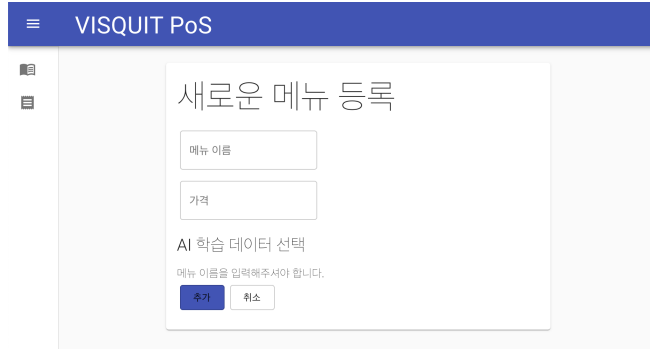 VISQUIT PoS
새로운 메뉴 등록
메뉴 이름
가격
AI 학습 데이터 선택
메뉴 이름을 입력해주셔야 합니다.
추가 취소